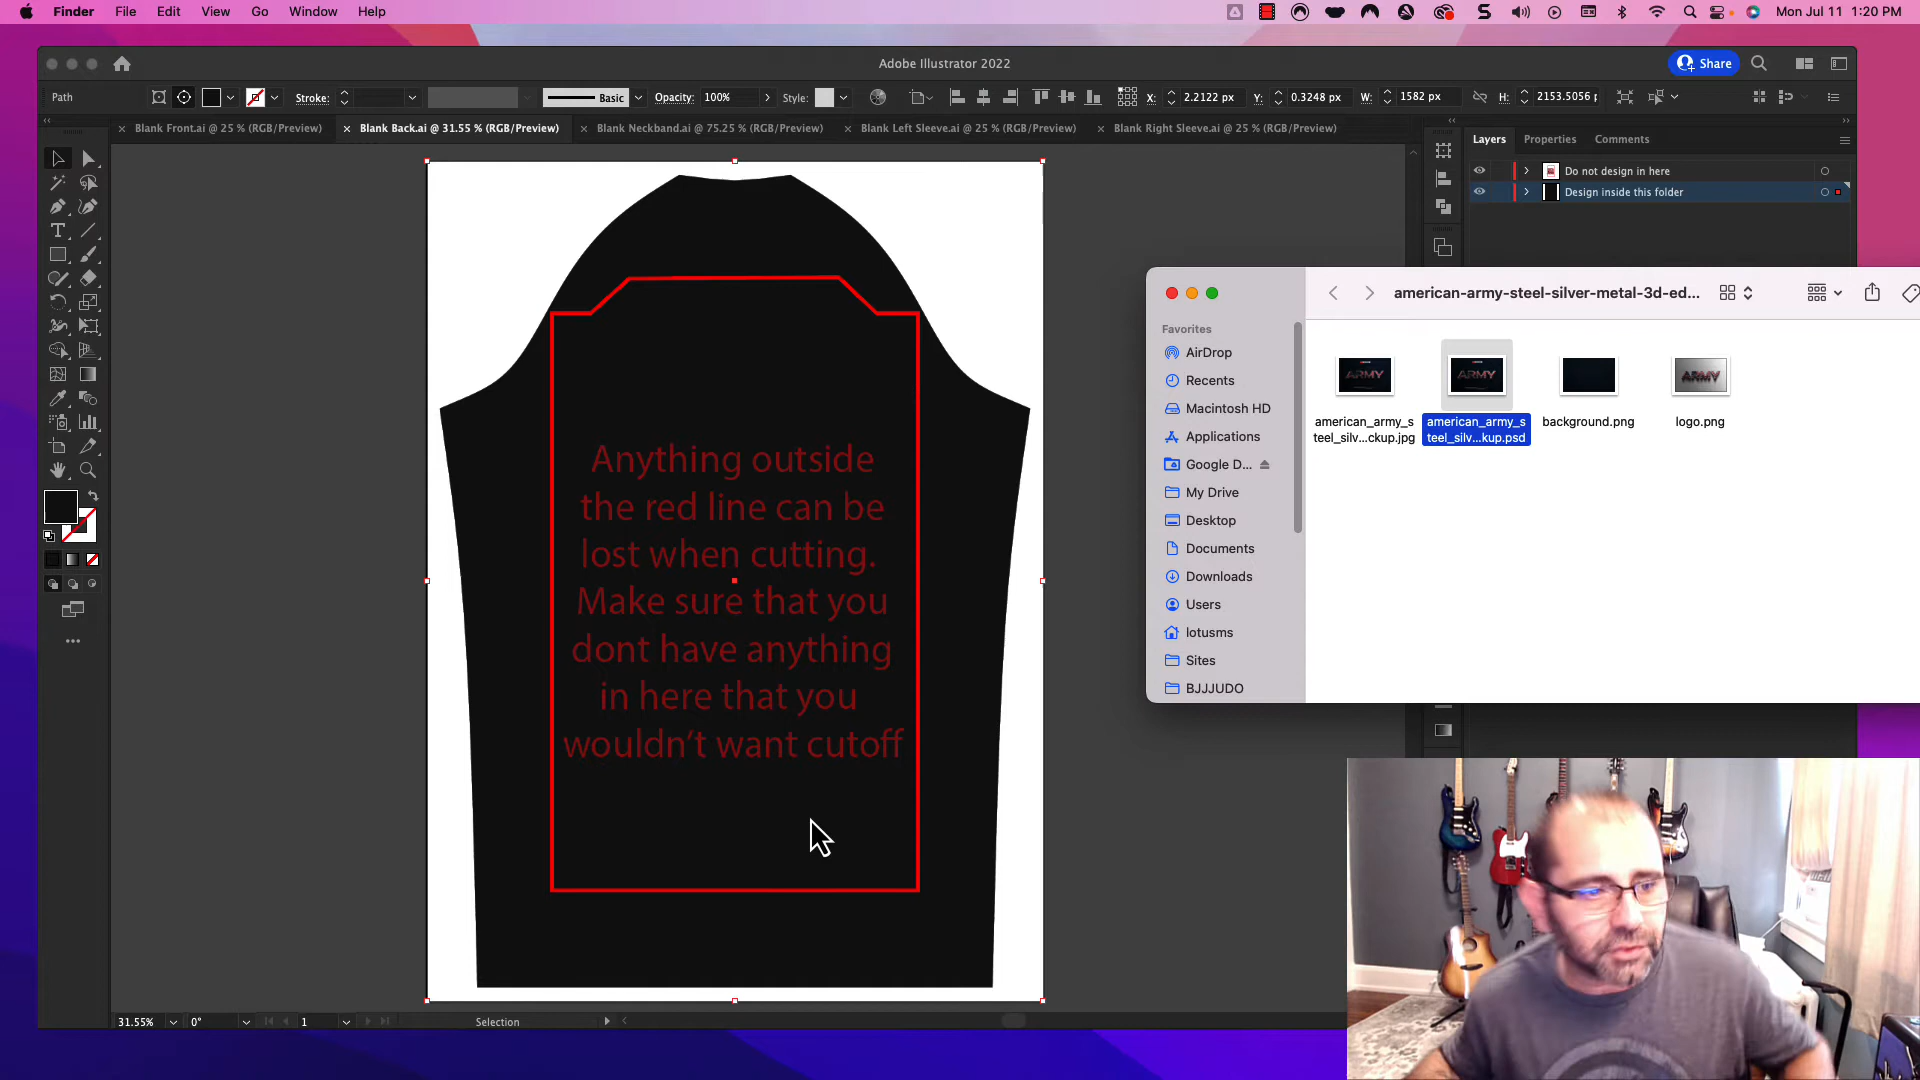 Finder File Edit View Go Window Help Mon Jul 11 1:20 PM
Adobe Illustrator 2022 Share
Path Stroke: Basic Opacity: 100% Style: X: 2.2122 px Y: 0.3248 px W: 1582 px H: 2153.5056
Blank Front.ai @ 25 % (RGB/Preview) Blank Back.ai @ 31.55 % (RGB/Preview) Blank Neckband.ai @ 75.25 % (RGB/Preview) Blank Left Sleeve.ai @ 25 % (RGB/Preview) Blank Right Sleeve.ai @ 25 % (RGB/Preview)
Layers Properties Comments
Do not design in here
Design inside this folder
american-army-steel-silver-metal-3d-ed...
Favorites
AirDrop
Recents
Macintosh HD
Applications
Google D...
My Drive
Desktop
Documents
Downloads
Users
lotusms
Sites
BJJJUDO
ARMY ARMY ARMY
american_army_s american_army_s background.png logo.png
teel_silv...ckup.jpg teel_silv...kup.psd
Anything outside
the red line can be
lost when cutting.
Make sure that you
dont have anything
in here that you
wouldn't want cutoff
31.55% 0° 1 Selection